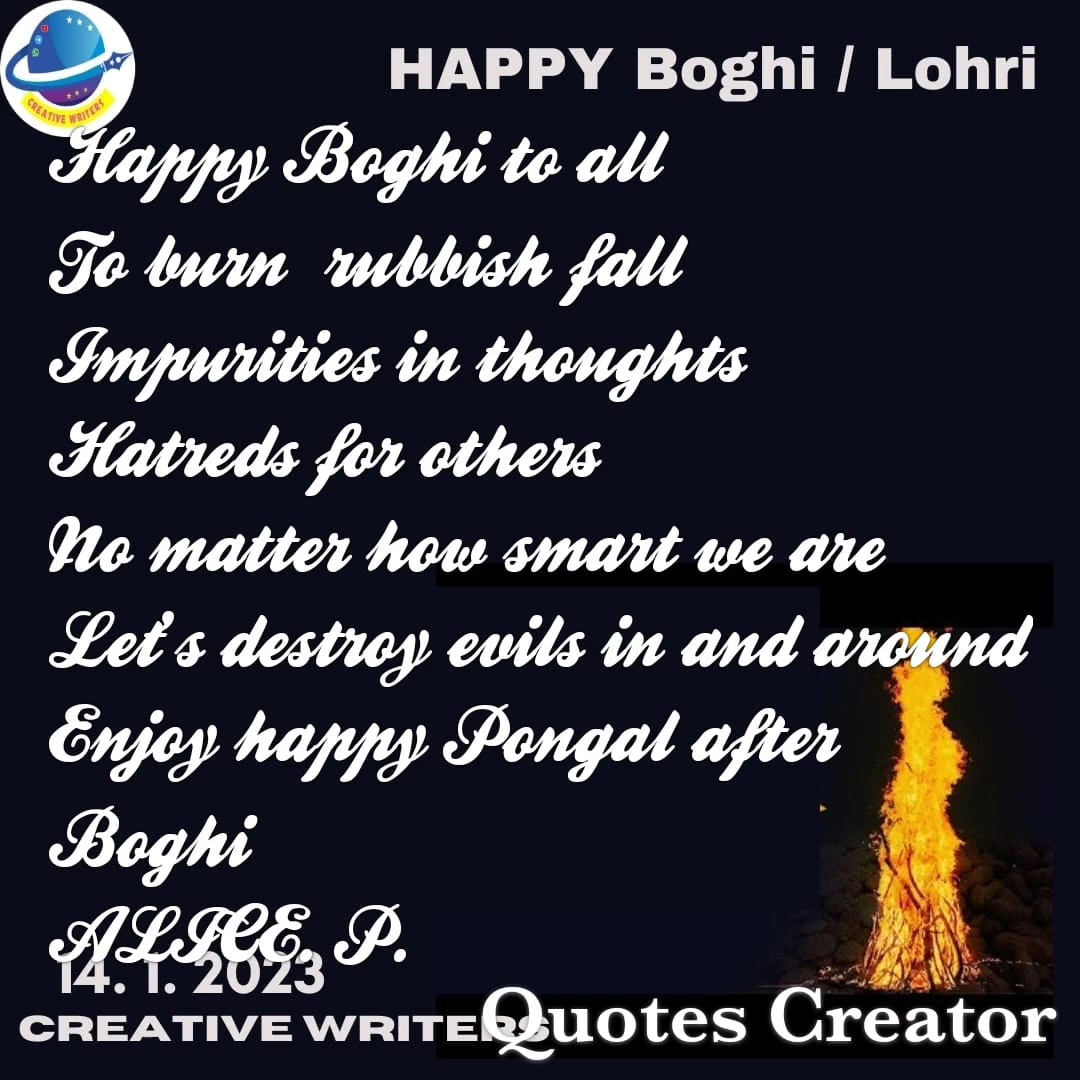 CREATIVE WRITERS
HAPPY Boghi / Lohri
Happy Boghi to all
To burn rubbish fall
Impurities in thoughts
Hatreds for others
No matter how smart we are
Let's destroy evils in and around
Enjoy happy Pongal after
Boghi
ALICE. P.
14. 1. 2023
CREATIVE WRITERS
Quotes Creator